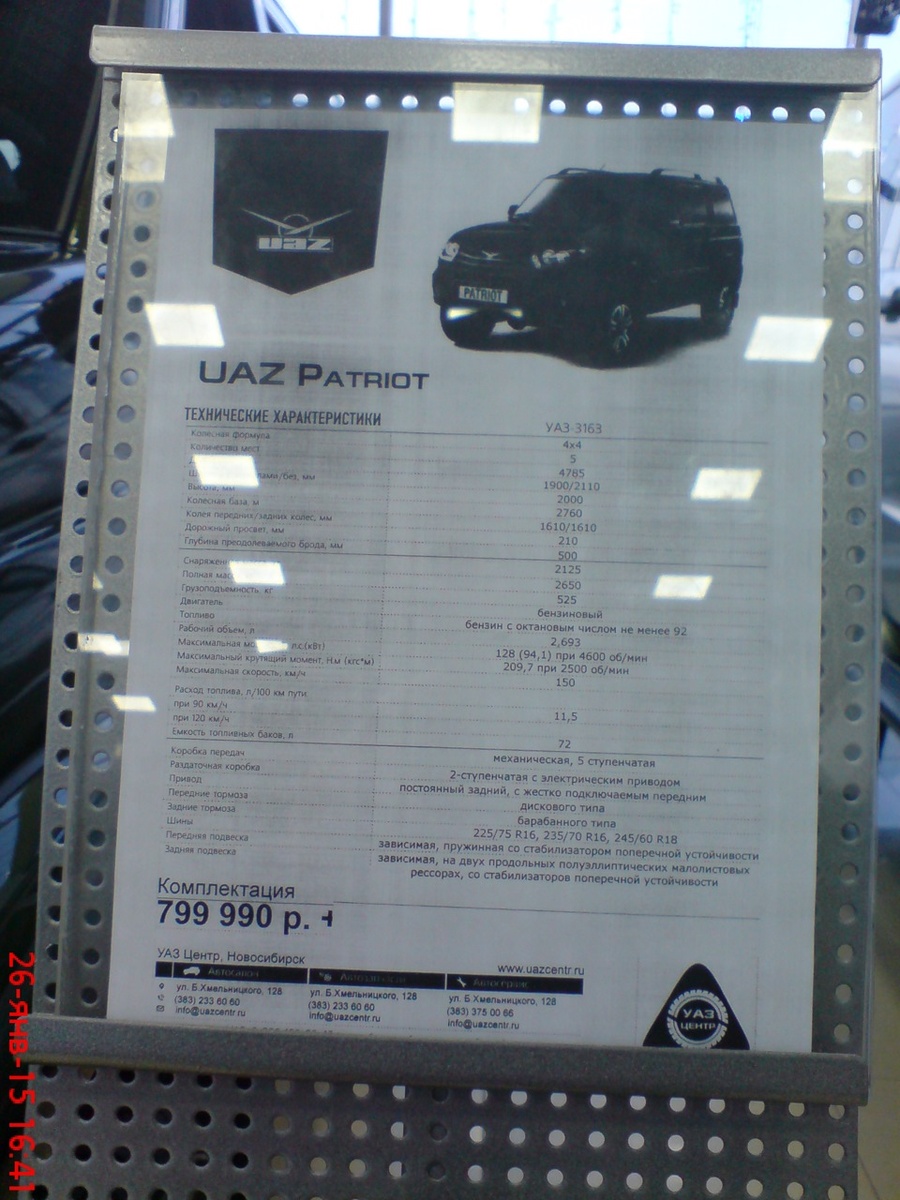 uaz
PATRIOT
UAZ PATRIOT
ТЕХНИЧЕСКИЕ ХАРАКТЕРИСТИКИ УАЗ-3163
Колесная формула 4x4
Количество мест 5
4785
/без, мм 1900/2110
Высота, мм 2000
Колесная база, м 2760
Колея передних/задних колес, мм 1610/1610
Дорожный просвет, мм 210
Глубина преодолеваемого брода, мм 500
2125
Полная 2650
Грузоподъемность, кг 525
Двигатель бензиновый
Топливо бензин с октановым числом не менее 92
Рабочий объем, л 2,693
Максимальная л.с.(кВт) 128 (94,1) при 4600 об/мин
Максимальный крутящий момент, Н.м (кгс*м) 209,7 при 2500 об/мин
Максимальная скорость, км/ч 150
Расход топлива, л/100 км пути,
при 90 км/ч 11,5
при 120 км/ч
Емкость топливных баков, л 72
Коробка передач механическая, 5 ступенчатая
Раздаточная коробка 2-ступенчатая с электрическим приводом
Привод постоянный задний, с жестко подключаемым передним
Передние тормоза дискового типа
Задние тормоза барабанного типа
Шины 225/75 R16, 235/70 R16, 245/60 R18
Передняя подвеска зависимая, пружинная со стабилизатором поперечной устойчивости
Задняя подвеска зависимая, на двух продольных полуэллиптических малолистовых
рессорах, со стабилизаторов поперечной устойчивости
Комплектация
799 990 р. +
УАЗ Центр, Новосибирск www.uazcentr.ru
Автосалон
ул. Б.Хмельницкого, 128 ул. Б.Хмельницкого, 128 ул. Б.Хмельницкого, 128
(383) 233 60 60 (383) 233 60 60 (383) 375 00 66
info@uazcentr.ru info@uazcentr.ru info@uazcentr.ru
УАЗ
ЦЕНТР
26-янв-15 16.41